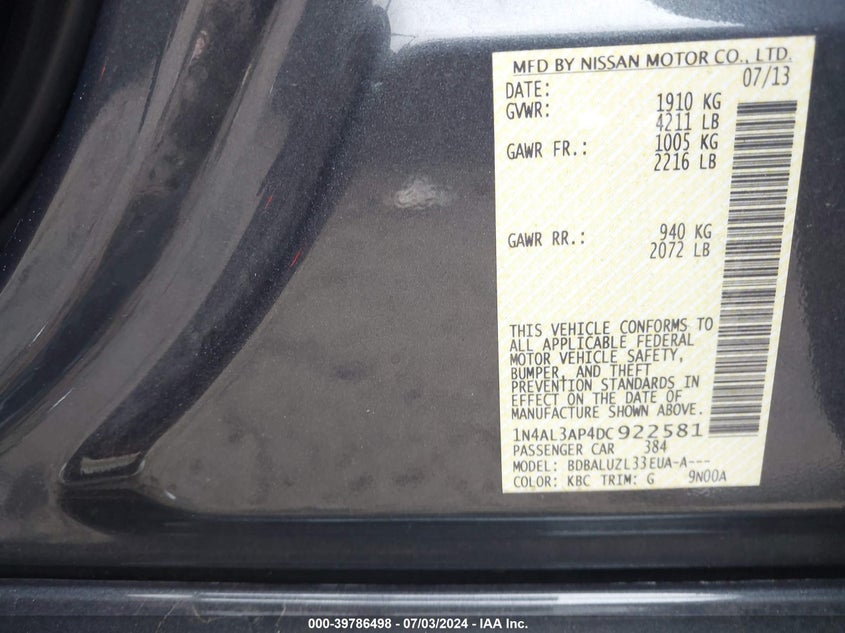 MFD BY NISSAN MOTOR CO., LTD.
DATE: 07/13
GVWR: 1910 KG
4211 LB
GAWR FR.: 1005 KG
2216 LB
GAWR RR.: 940 KG
2072 LB
THIS VEHICLE CONFORMS TO
ALL APPLICABLE FEDERAL
MOTOR VEHICLE SAFETY,
BUMPER, AND THEFT
PREVENTION STANDARDS IN
EFFECT ON THE DATE OF
MANUFACTURE SHOWN ABOVE.
1N4AL3AP4DC922581
PASSENGER CAR 384
MODEL: BDBALUZL33EUA-A---
COLOR: KBC TRIM: G 9N00A
000-39786498 - 07/03/2024 - IAA Inc.